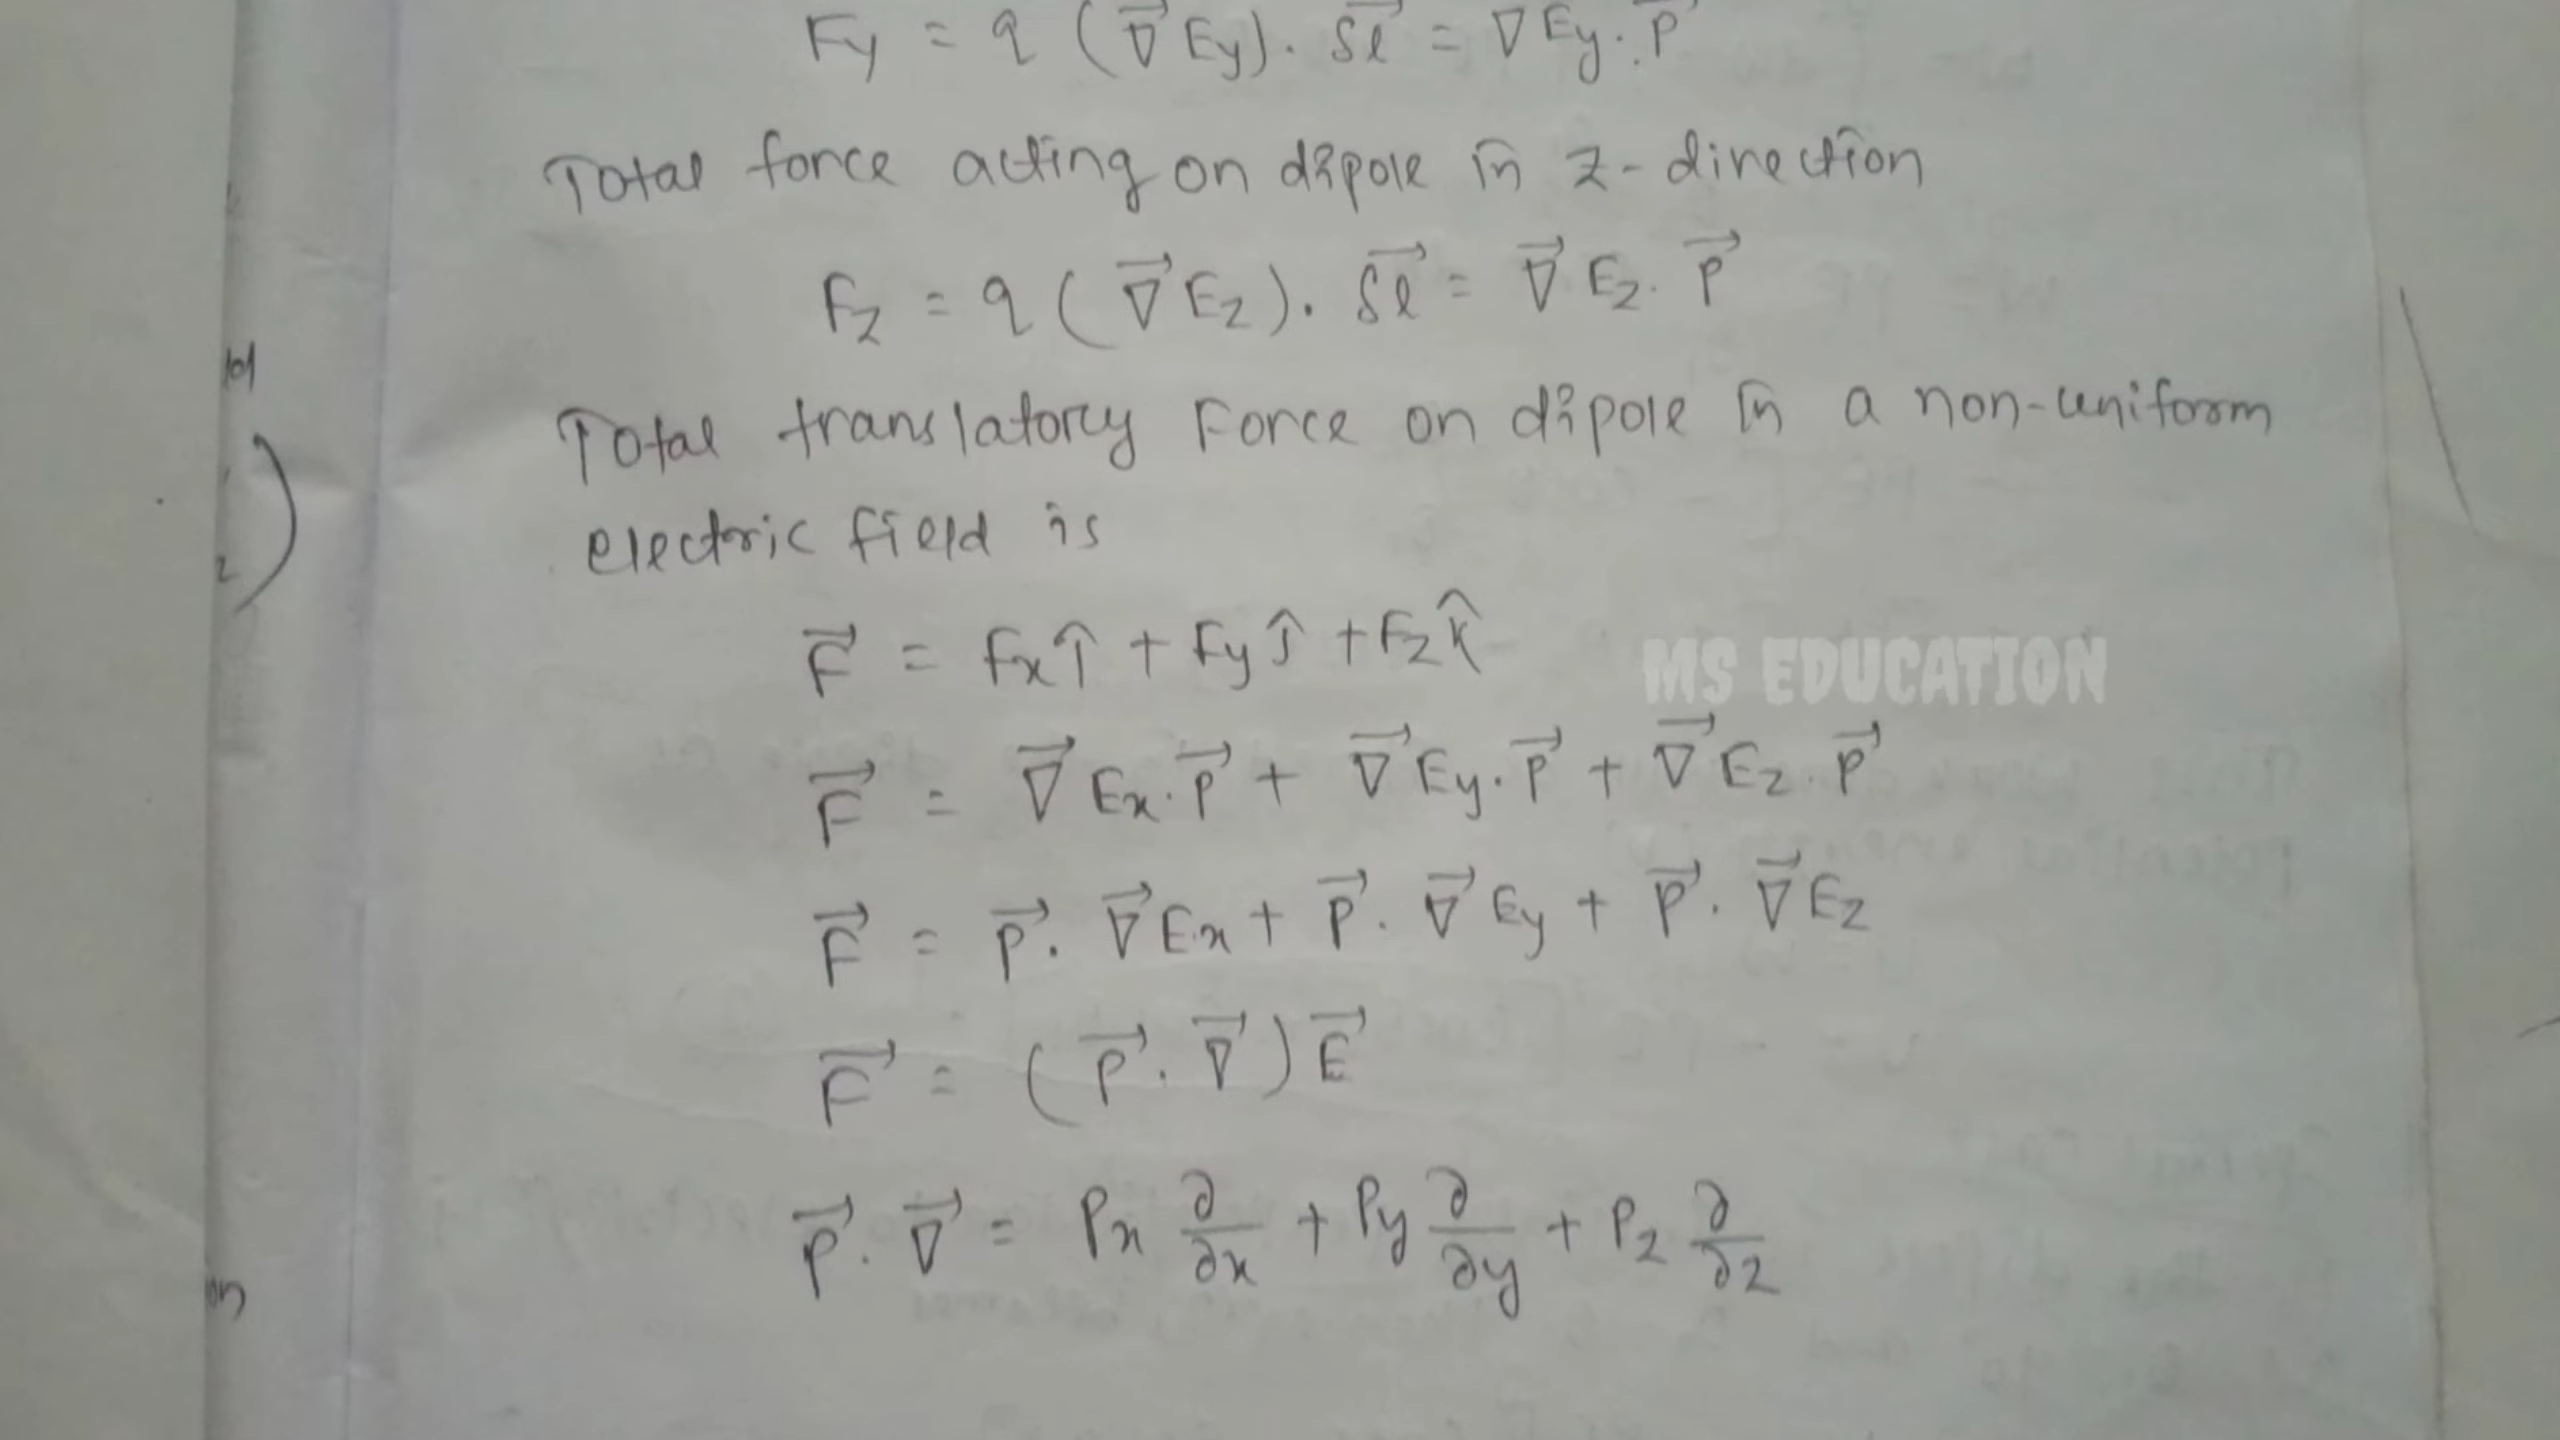 Fy = q (∇⃗ Ey). δl⃗ = ∇ Ey. P⃗
Total force acting on dipole in z-direction
Fz = q (∇⃗ Ez). δl⃗ = ∇⃗ Ez. P⃗
Total translatory Force on dipole in a non-uniform
electric field is
F⃗ = Fx î + Fy ĵ + Fz k̂
MS EDUCATION
F⃗ = ∇⃗ Ex. P⃗ + ∇⃗ Ey. P⃗ + ∇⃗ Ez. P⃗
F⃗ = P⃗. ∇⃗ Ex + P⃗. ∇⃗ Ey + P⃗. ∇⃗ Ez
F⃗ = (P⃗. ∇⃗) E⃗
P⃗. ∇⃗ = Px ∂/∂x + Py ∂/∂y + Pz ∂/∂z